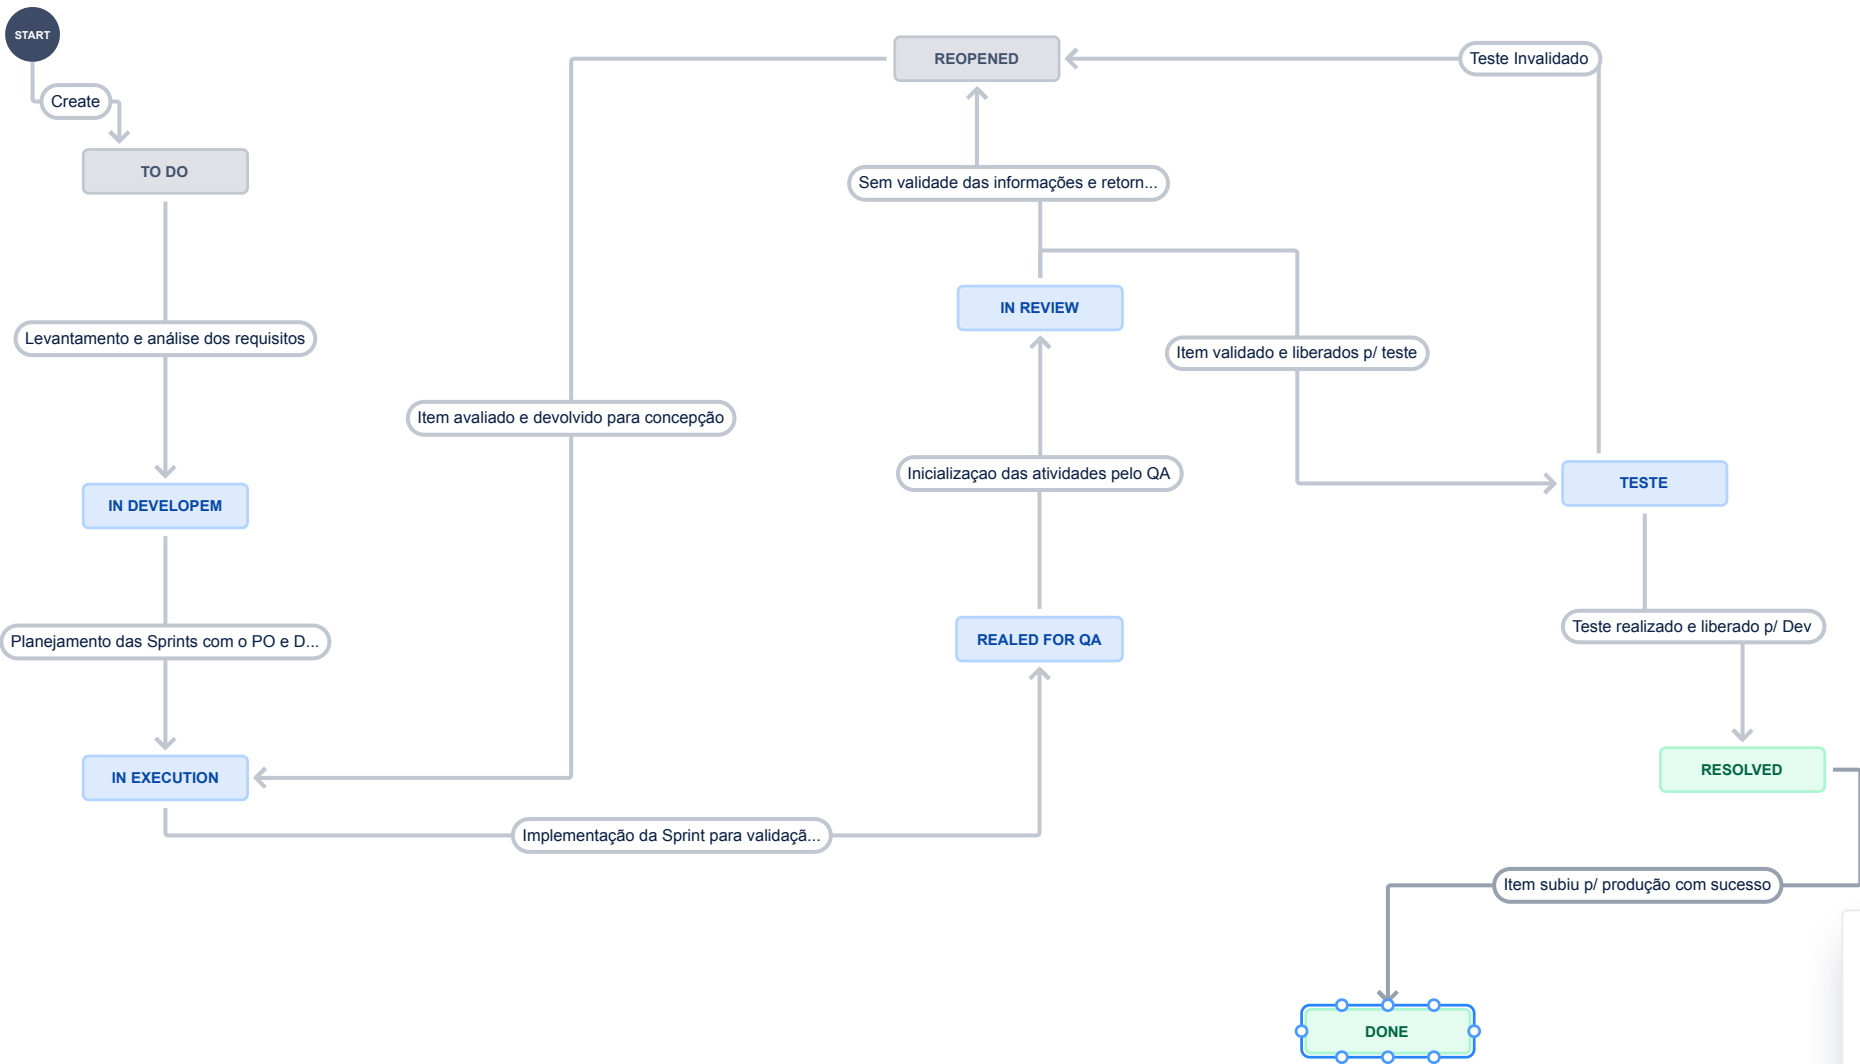 START
Create
TO DO
Levantamento e análise dos requisitos
IN DEVELOPEM
Planejamento das Sprints com o PO e D...
IN EXECUTION
Item avaliado e devolvido para concepção
Implementação da Sprint para validaçã...
REOPENED
Sem validade das informações e retorn...
IN REVIEW
Inicializaçao das atividades pelo QA
REALED FOR QA
Teste Invalidado
Item validado e liberados p/ teste
TESTE
Teste realizado e liberado p/ Dev
RESOLVED
Item subiu p/ produção com sucesso
DONE